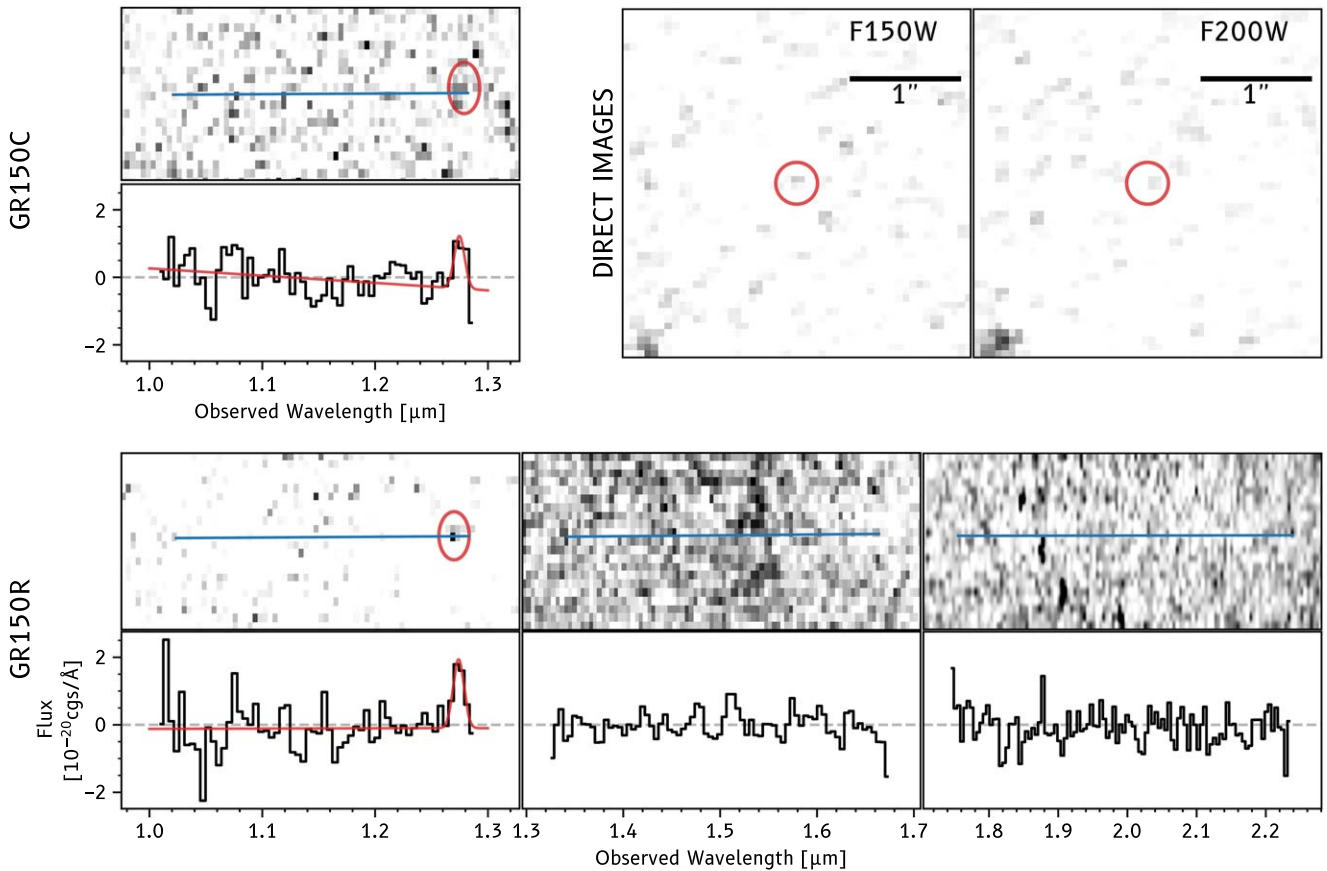 GR150C
2
0
−2
1.0 1.1 1.2 1.3
Observed Wavelength [µm]
DIRECT IMAGES
F150W
1″
F200W
1″
GR150R
Flux
[10⁻²⁰cgs/Å]
2
0
−2
1.0 1.1 1.2 1.3 1.3 1.4 1.5 1.6 1.7 1.8 1.9 2.0 2.1 2.2
Observed Wavelength [µm]